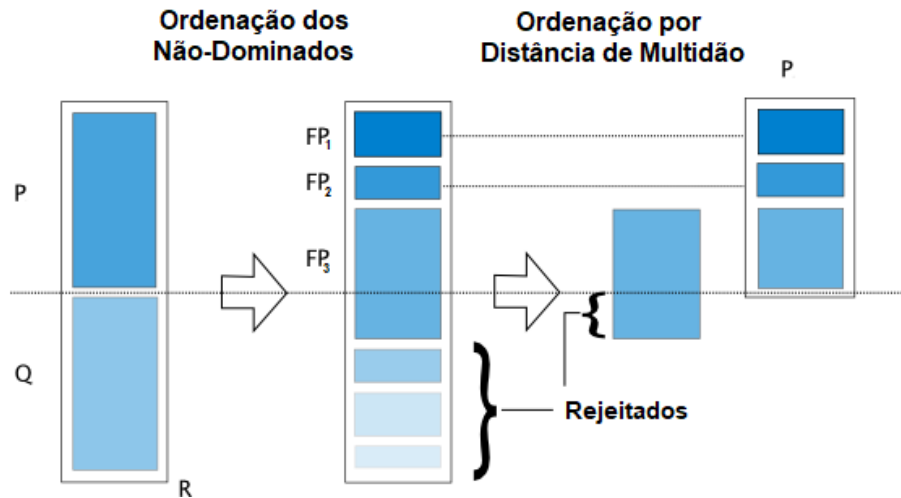 Ordenação dos
Não-Dominados
Ordenação por
Distância de Multidão
P
P
Q
R
FP₁
FP₂
FP₃
Rejeitados